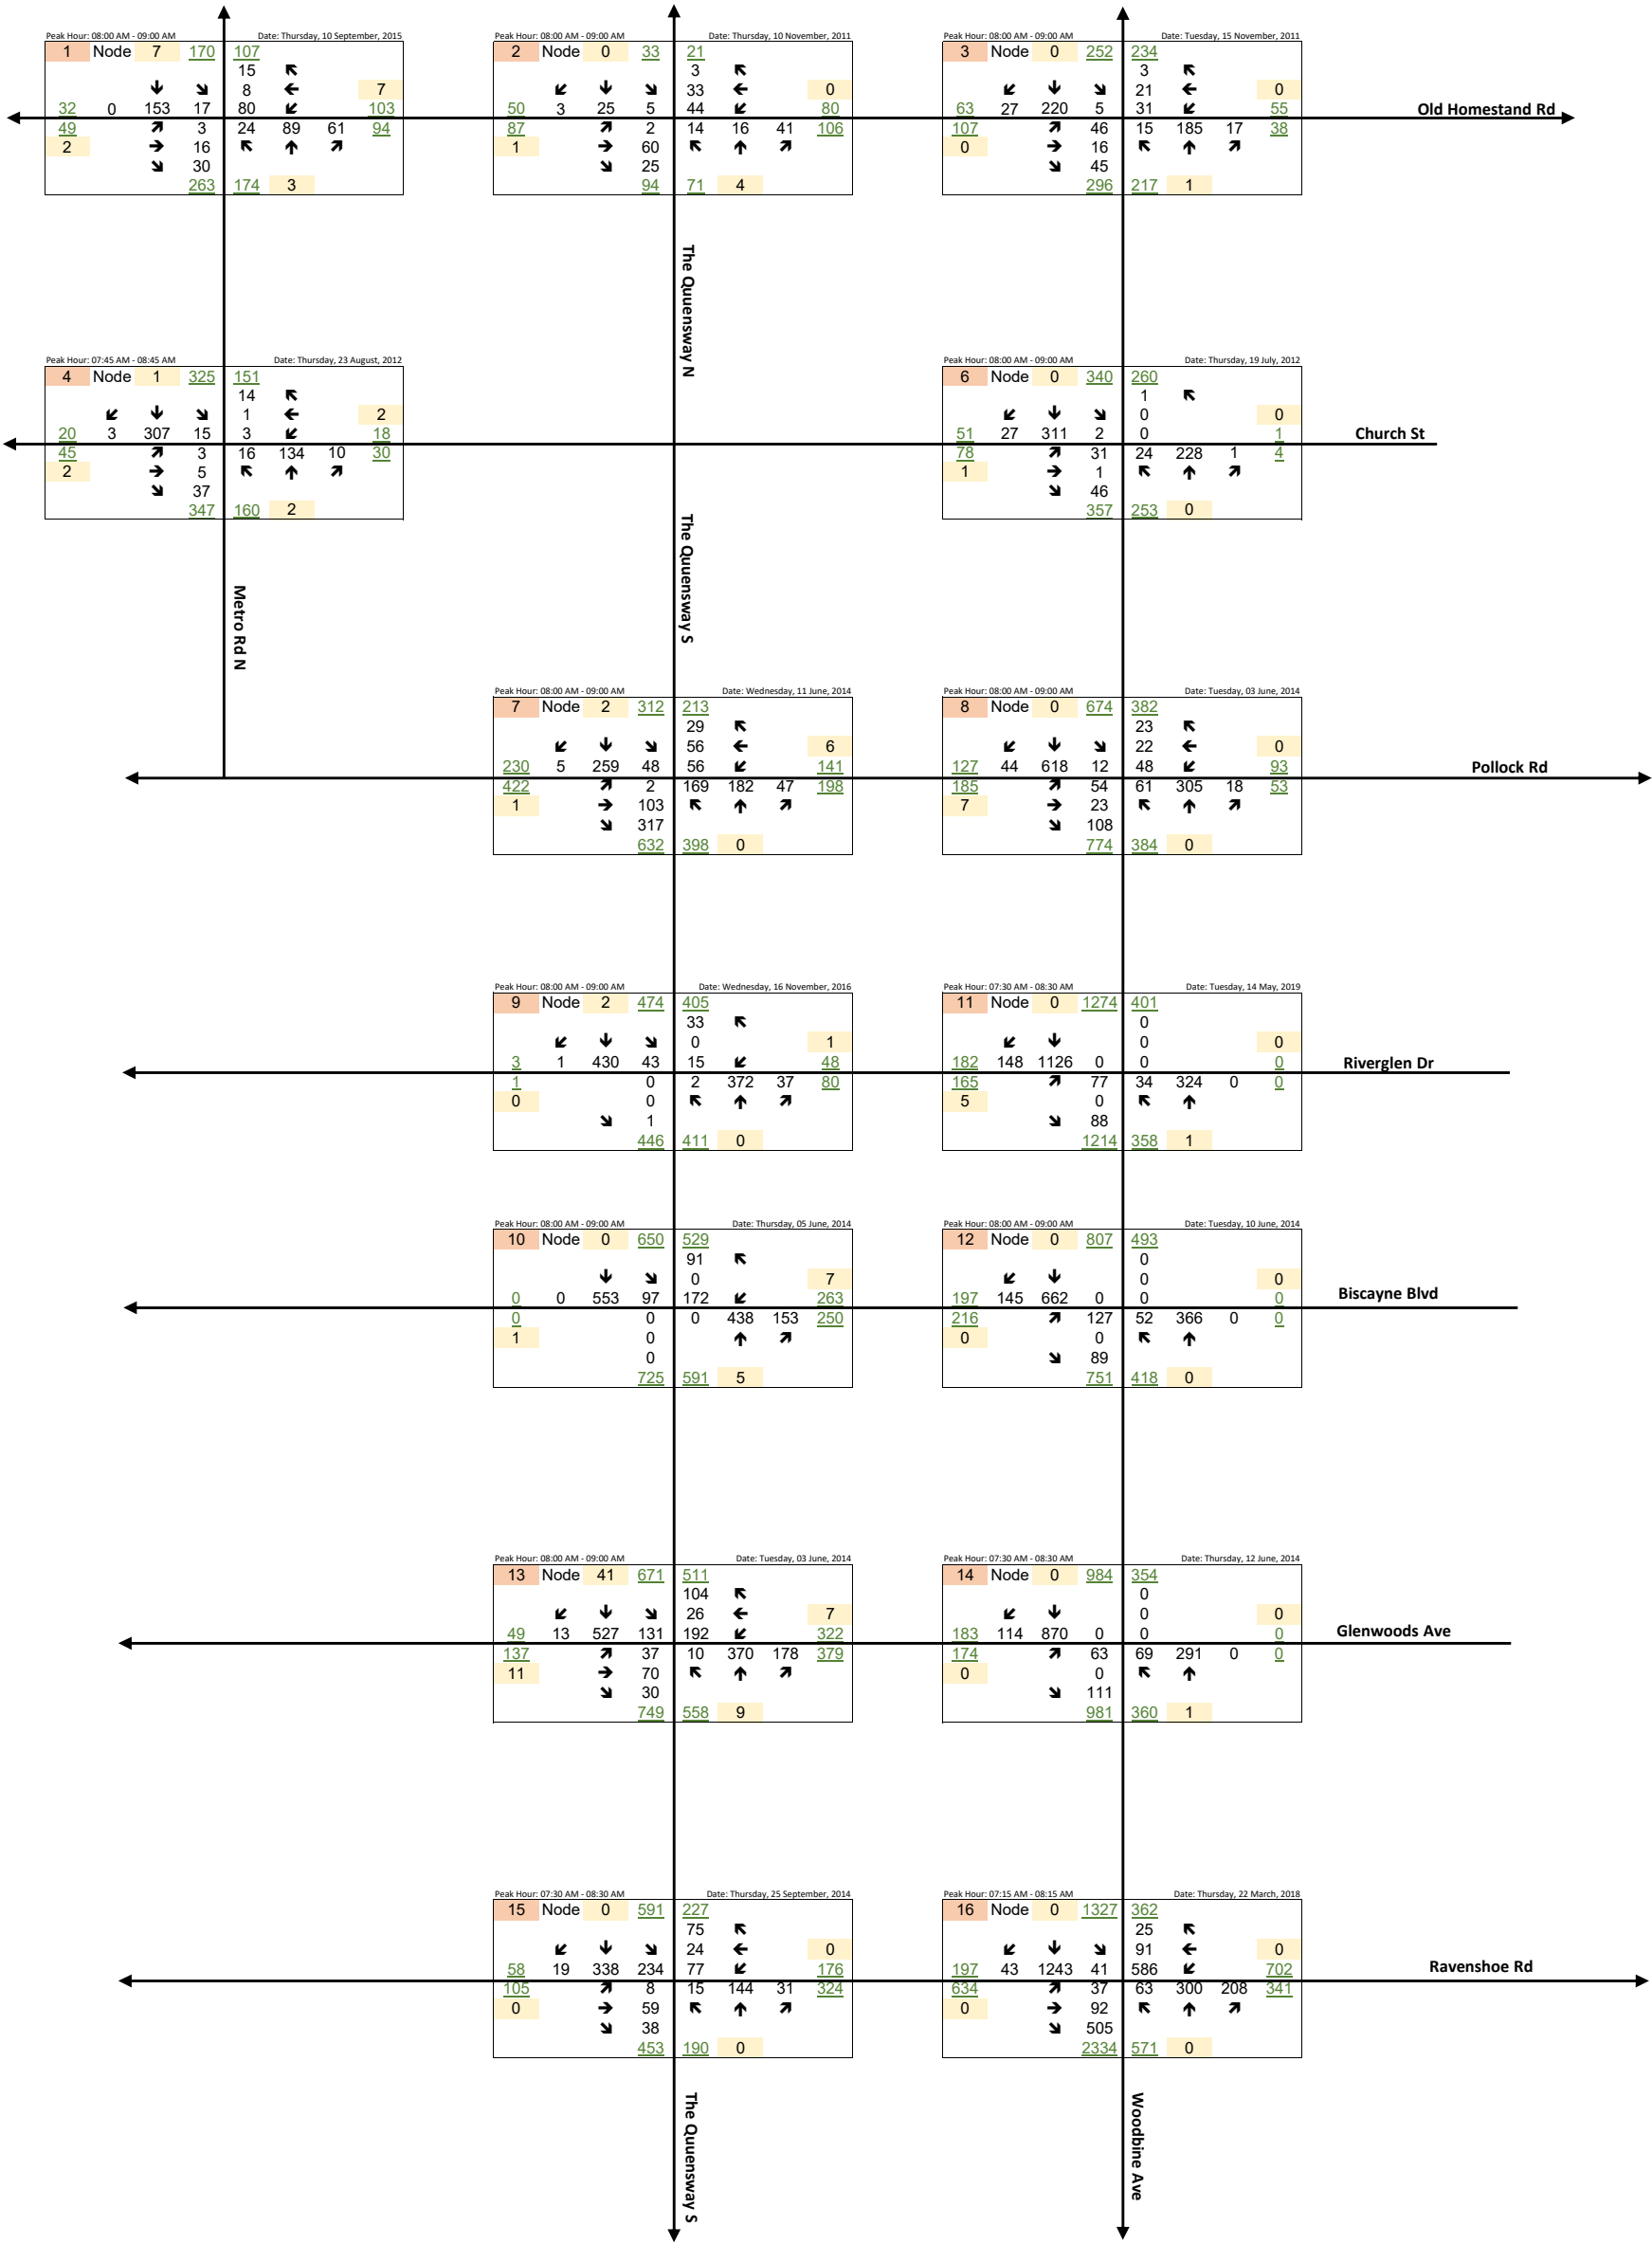 Peak Hour: 08:00 AM - 09:00 AM Date: Thursday, 10 September, 2015
1 Node 7 170 107
15
8 7
32 0 153 17 80 103
49 3 24 89 61 94
2 16
30
263 174 3
Peak Hour: 08:00 AM - 09:00 AM Date: Thursday, 10 November, 2011
2 Node 0 33 21
3
33 0
50 3 25 5 44 80
87 2 14 16 41 106
1 60
25
94 71 4
Peak Hour: 08:00 AM - 09:00 AM Date: Tuesday, 15 November, 2011
3 Node 0 252 234
3
21 0
63 27 220 5 31 55
107 46 15 185 17 38
0 16
45
296 217 1
Old Homestand Rd
The Ququensway N
Peak Hour: 07:45 AM - 08:45 AM Date: Thursday, 23 August, 2012
4 Node 1 325 151
14
1 2
20 3 307 15 3 18
45 3 16 134 10 30
2 5
37
347 160 2
Peak Hour: 08:00 AM - 09:00 AM Date: Thursday, 19 July, 2012
6 Node 0 340 260
1
0 0
51 27 311 2 0 1
78 31 24 228 1 4
1 1
46
357 253 0
Church St
The Ququensway S
Metro Rd N
Peak Hour: 08:00 AM - 09:00 AM Date: Wednesday, 11 June, 2014
7 Node 2 312 213
29
56 6
230 5 259 48 56 141
422 2 169 182 47 198
1 103
317
632 398 0
Peak Hour: 08:00 AM - 09:00 AM Date: Tuesday, 03 June, 2014
8 Node 0 674 382
23
22 0
127 44 618 12 48 93
185 54 61 305 18 53
7 23
108
774 384 0
Pollock Rd
Peak Hour: 08:00 AM - 09:00 AM Date: Wednesday, 16 November, 2016
9 Node 2 474 405
33
0 1
3 1 430 43 15 48
1 0 2 372 37 80
0 0
1
446 411 0
Peak Hour: 07:30 AM - 08:30 AM Date: Tuesday, 14 May, 2019
11 Node 0 1274 401
0
0 0
182 148 1126 0 0 0
165 77 34 324 0 0
5 0
88
1214 358 1
Riverglen Dr
Peak Hour: 08:00 AM - 09:00 AM Date: Thursday, 05 June, 2014
10 Node 0 650 529
91
0 7
0 0 553 97 172 263
0 0 0 438 153 250
1 0
0
725 591 5
Peak Hour: 08:00 AM - 09:00 AM Date: Tuesday, 10 June, 2014
12 Node 0 807 493
0
0 0
197 145 662 0 0 0
216 127 52 366 0 0
0 0
89
751 418 0
Biscayne Blvd
Peak Hour: 08:00 AM - 09:00 AM Date: Tuesday, 03 June, 2014
13 Node 41 671 511
104
26 7
49 13 527 131 192 322
137 37 10 370 178 379
11 70
30
749 558 9
Peak Hour: 07:30 AM - 08:30 AM Date: Thursday, 12 June, 2014
14 Node 0 984 354
0
0 0
183 114 870 0 0 0
174 63 69 291 0 0
0 0
111
981 360 1
Glenwoods Ave
Peak Hour: 07:30 AM - 08:30 AM Date: Thursday, 25 September, 2014
15 Node 0 591 227
75
24 0
58 19 338 234 77 176
105 8 15 144 31 324
0 59
38
453 190 0
Peak Hour: 07:15 AM - 08:15 AM Date: Thursday, 22 March, 2018
16 Node 0 1327 362
25
91 0
197 43 1243 41 586 702
634 37 63 300 208 341
0 92
505
2334 571 0
Ravenshoe Rd
The Ququensway S
Woodbine Ave